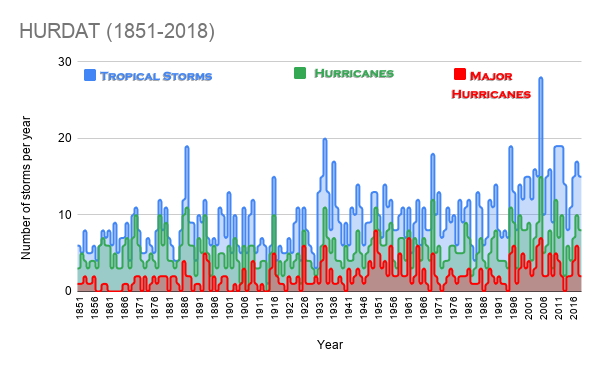 HURDAT (1851-2018)
30
20
10
0
Number of storms per year
Tropical Storms
Hurricanes
Major
Hurricanes
1851 1856 1861 1866 1871 1876 1881 1886 1891 1896 1901 1906 1911 1916 1921 1926 1931 1936 1941 1946 1951 1956 1961 1966 1971 1976 1981 1986 1991 1996 2001 2006 2011 2016
Year